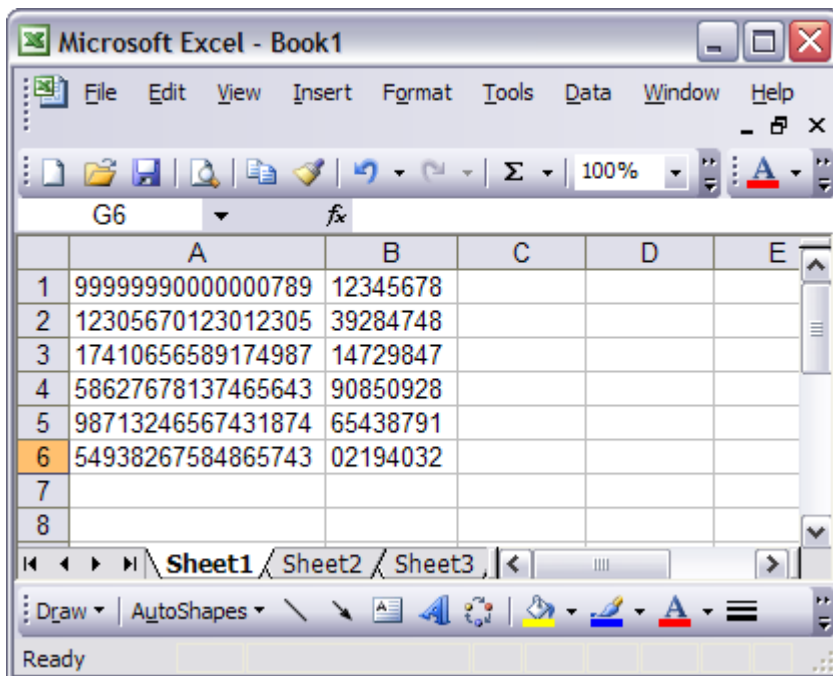 Microsoft Excel - Book1
File Edit View Insert Format Tools Data Window Help
Σ 100% A
G6 fx
A B C D E
1 99999990000000789 12345678
2 12305670123012305 39284748
3 17410656589174987 14729847
4 58627678137465643 90850928
5 98713246567431874 65438791
6 54938267584865743 02194032
7
8
Sheet1 Sheet2 Sheet3
Draw AutoShapes A A A
Ready